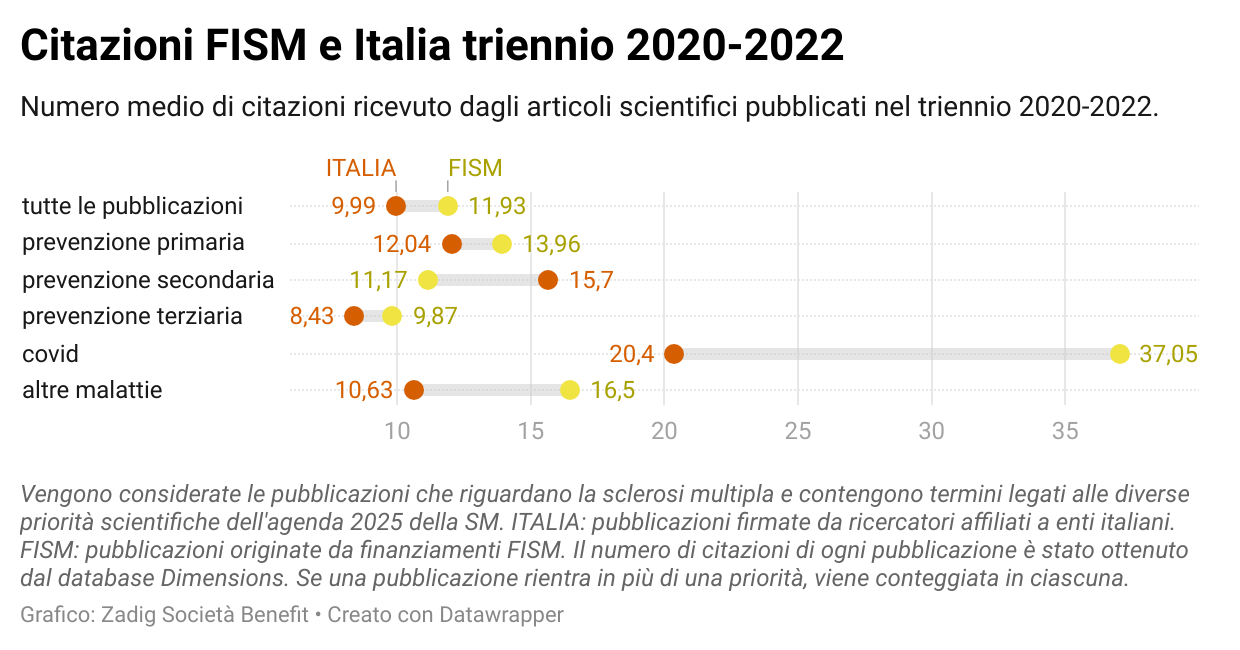 Citazioni FISM e Italia triennio 2020-2022
Numero medio di citazioni ricevuto dagli articoli scientifici pubblicati nel triennio 2020-2022.
ITALIA FISM
tutte le pubblicazioni 9,99 11,93
prevenzione primaria 12,04 13,96
prevenzione secondaria 11,17 15,7
prevenzione terziaria 8,43 9,87
covid 20,4 37,05
altre malattie 10,63 16,5
10 15 20 25 30 35
Vengono considerate le pubblicazioni che riguardano la sclerosi multipla e contengono termini legati alle diverse
priorità scientifiche dell'agenda 2025 della SM. ITALIA: pubblicazioni firmate da ricercatori affiliati a enti italiani.
FISM: pubblicazioni originate da finanziamenti FISM. Il numero di citazioni di ogni pubblicazione è stato ottenuto
dal database Dimensions. Se una pubblicazione rientra in più di una priorità, viene conteggiata in ciascuna.
Grafico: Zadig Società Benefit • Creato con Datawrapper